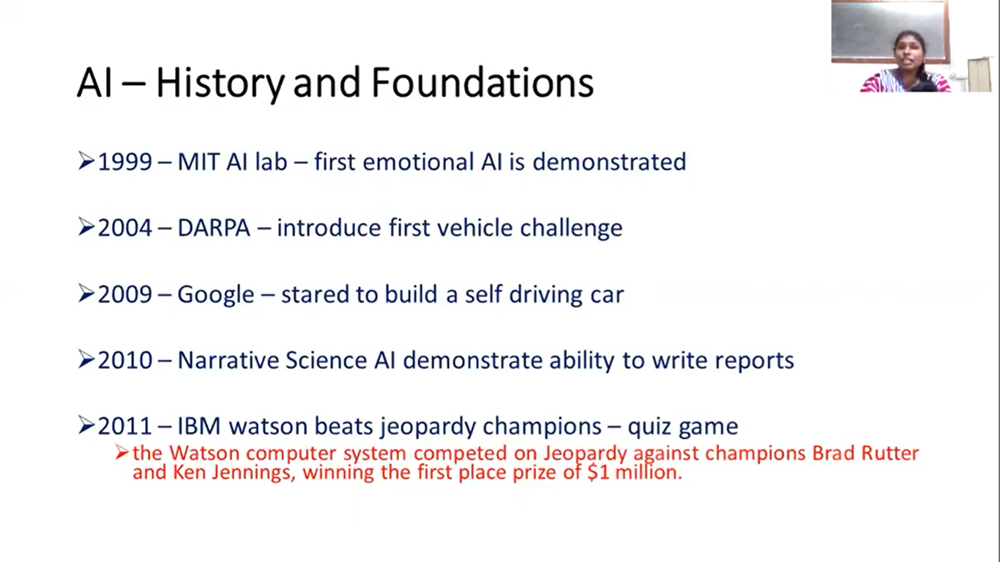 AI – History and Foundations
➢1999 – MIT AI lab – first emotional AI is demonstrated
➢2004 – DARPA – introduce first vehicle challenge
➢2009 – Google – stared to build a self driving car
➢2010 – Narrative Science AI demonstrate ability to write reports
➢2011 – IBM watson beats jeopardy champions – quiz game
➢the Watson computer system competed on Jeopardy against champions Brad Rutter
and Ken Jennings, winning the first place prize of $1 million.